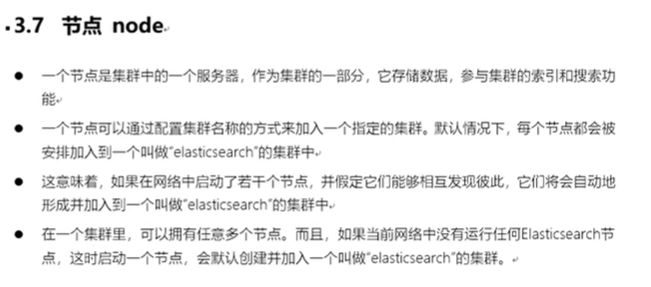 3.7 节点 node
● 一个节点是集群中的一个服务器，作为集群的一部分，它存储数据，参与集群的索引和搜索功
能
● 一个节点可以通过配置集群名称的方式来加入一个指定的集群。默认情况下，每个节点都会被
安排加入到一个叫做“elasticsearch”的集群中
● 这意味着，如果在网络中启动了若干个节点，并假定它们能够相互发现彼此，它们将会自动地
形成并加入到一个叫做“elasticsearch”的集群中
● 在一个集群里，可以拥有任意多个节点。而且，如果当前网络中没有运行任何Elasticsearch节
点，这时启动一个节点，会默认创建并加入一个叫做“elasticsearch”的集群。